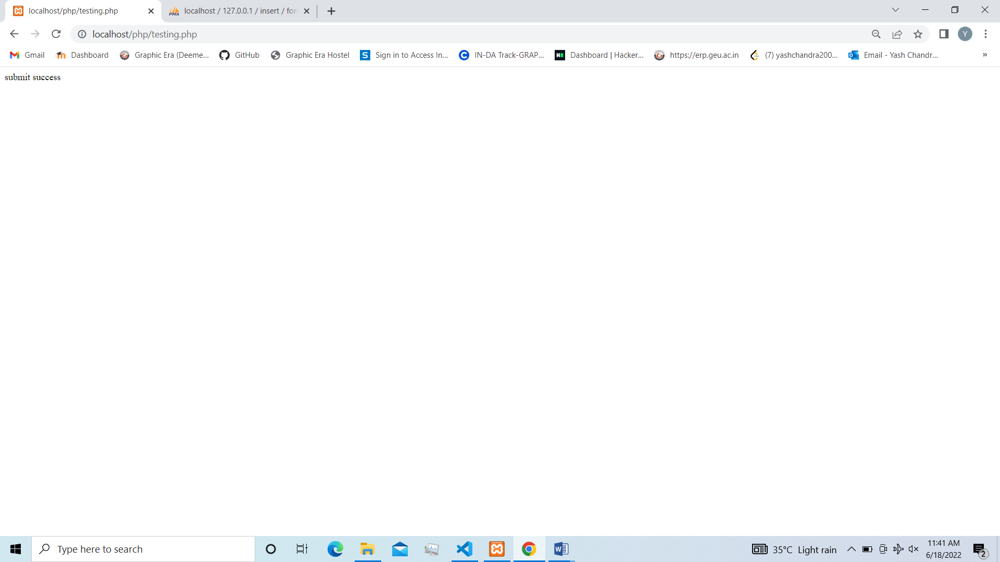 localhost/php/testing.php
localhost / 127.0.0.1 / insert / for
localhost/php/testing.php
Y
Gmail
Dashboard
Graphic Era (Deeme...
GitHub
Graphic Era Hostel
Sign in to Access In...
IN-DA Track-GRAP...
Dashboard | Hacker...
https://erp.geu.ac.in
(7) yashchandra200...
Email - Yash Chandr...
»
submit success
Type here to search
35°C Light rain
11:41 AM
6/18/2022
2